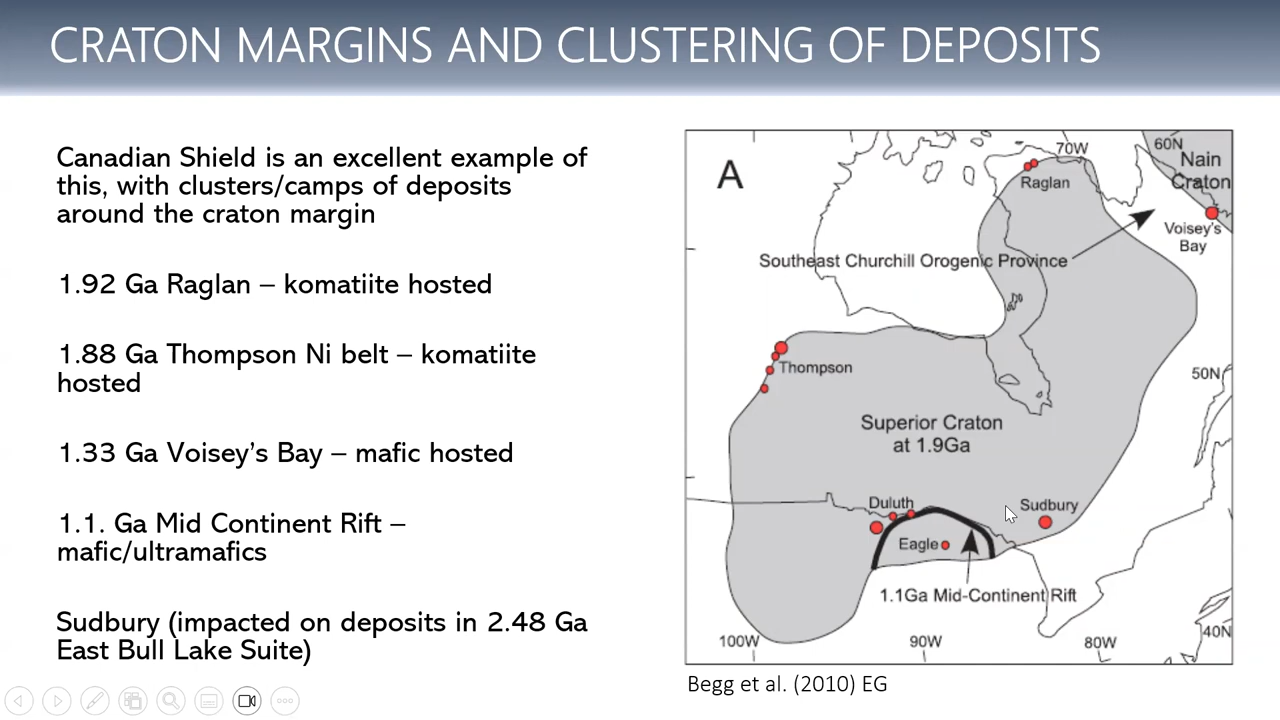 CRATON MARGINS AND CLUSTERING OF DEPOSITS
Canadian Shield is an excellent example of
this, with clusters/camps of deposits
around the craton margin
1.92 Ga Raglan – komatiite hosted
1.88 Ga Thompson Ni belt – komatiite
hosted
1.33 Ga Voisey’s Bay – mafic hosted
1.1. Ga Mid Continent Rift –
mafic/ultramafics
Sudbury (impacted on deposits in 2.48 Ga
East Bull Lake Suite)
A
70W
60N
Nain
Craton
Raglan
Voisey's
Bay
Southeast Churchill Orogenic Province
Thompson
50N
Superior Craton
at 1.9Ga
Duluth
Sudbury
Eagle
1.1Ga Mid-Continent Rift
100W
90W
80W
40N
Begg et al. (2010) EG